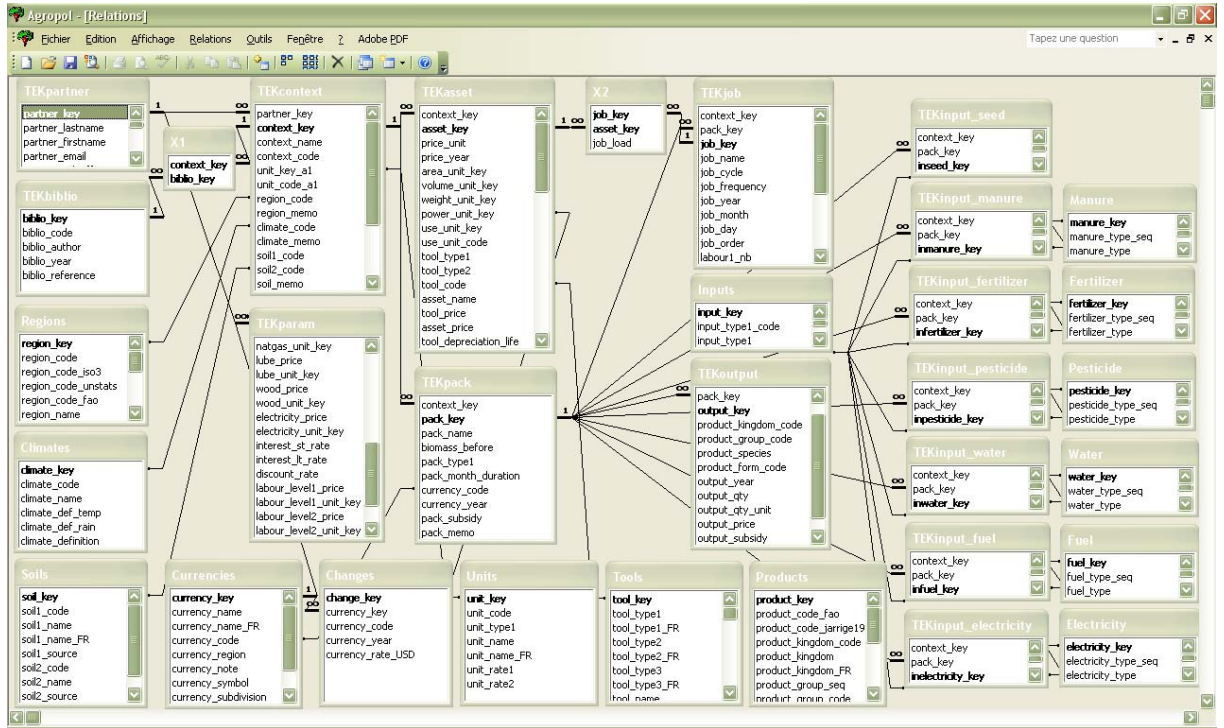 Agropol - [Relations]
Fichier Edition Affichage Relations Outils Fenêtre ? Adobe PDF
Tapez une question
TEKpartner
partner_key
partner_lastname
partner_firstname
partner_email
X1
context_key
biblio_key
TEKbiblio
biblio_key
biblio_code
biblio_author
biblio_year
biblio_reference
Regions
region_key
region_code
region_code_iso3
region_code_unstats
region_code_fao
region_name
Climates
climate_key
climate_code
climate_name
climate_def_temp
climate_def_rain
climate_definition
Soils
soil_key
soil1_code
soil1_name
soil1_name_FR
soil1_source
soil2_code
soil2_name
soil2_source
TEKcontext
partner_key
context_key
context_name
context_code
unit_key_a1
unit_code_a1
region_code
region_memo
climate_code
climate_memo
soil1_code
soil2_code
soil_memo
TEKparam
natgas_unit_key
lube_price
lube_unit_key
wood_price
wood_unit_key
electricity_price
electricity_unit_key
interest_st_rate
interest_lt_rate
discount_rate
labour_level1_price
labour_level1_unit_key
labour_level2_price
labour_level2_unit_key
Currencies
currency_key
currency_name
currency_name_FR
currency_code
currency_region
currency_note
currency_symbol
currency_subdivision
Changes
change_key
currency_key
currency_code
currency_year
currency_rate_USD
TEKasset
context_key
asset_key
price_unit
price_year
area_unit_key
volume_unit_key
weight_unit_key
power_unit_key
use_unit_key
use_unit_code
tool_type1
tool_type2
tool_code
asset_name
tool_price
asset_price
tool_depreciation_life
TEKpack
context_key
pack_key
pack_name
biomass_before
pack_type1
pack_month_duration
currency_code
currency_year
pack_subsidy
pack_memo
Units
unit_key
unit_code
unit_type1
unit_name
unit_name_FR
unit_rate1
unit_rate2
X2
job_key
asset_key
job_load
Tools
tool_key
tool_type1
tool_type1_FR
tool_type2
tool_type2_FR
tool_type3
tool_type3_FR
tool_name
TEKjob
context_key
pack_key
job_key
job_name
job_cycle
job_frequency
job_year
job_month
job_day
job_order
labour1_nb
Inputs
input_key
input_type1_code
input_type1
TEKoutput
pack_key
output_key
product_kingdom_code
product_group_code
product_species
product_form_code
output_year
output_qty
output_qty_unit
output_price
output_subsidy
Products
product_key
product_code_fao
product_code_jarrige19
product_kingdom_code
product_kingdom
product_kingdom_FR
product_group_seq
product_group_code
TEKinput_seed
context_key
pack_key
inseed_key
TEKinput_manure
context_key
pack_key
inmanure_key
Manure
manure_key
manure_type_seq
manure_type
TEKinput_fertilizer
context_key
pack_key
infertilizer_key
Fertilizer
fertilizer_key
fertilizer_type_seq
fertilizer_type
TEKinput_pesticide
context_key
pack_key
inpesticide_key
Pesticide
pesticide_key
pesticide_type_seq
pesticide_type
TEKinput_water
context_key
pack_key
inwater_key
Water
water_key
water_type_seq
water_type
TEKinput_fuel
context_key
pack_key
infuel_key
Fuel
fuel_key
fuel_type_seq
fuel_type
TEKinput_electricity
context_key
pack_key
inelectricity_key
Electricity
electricity_key
electricity_type_seq
electricity_type